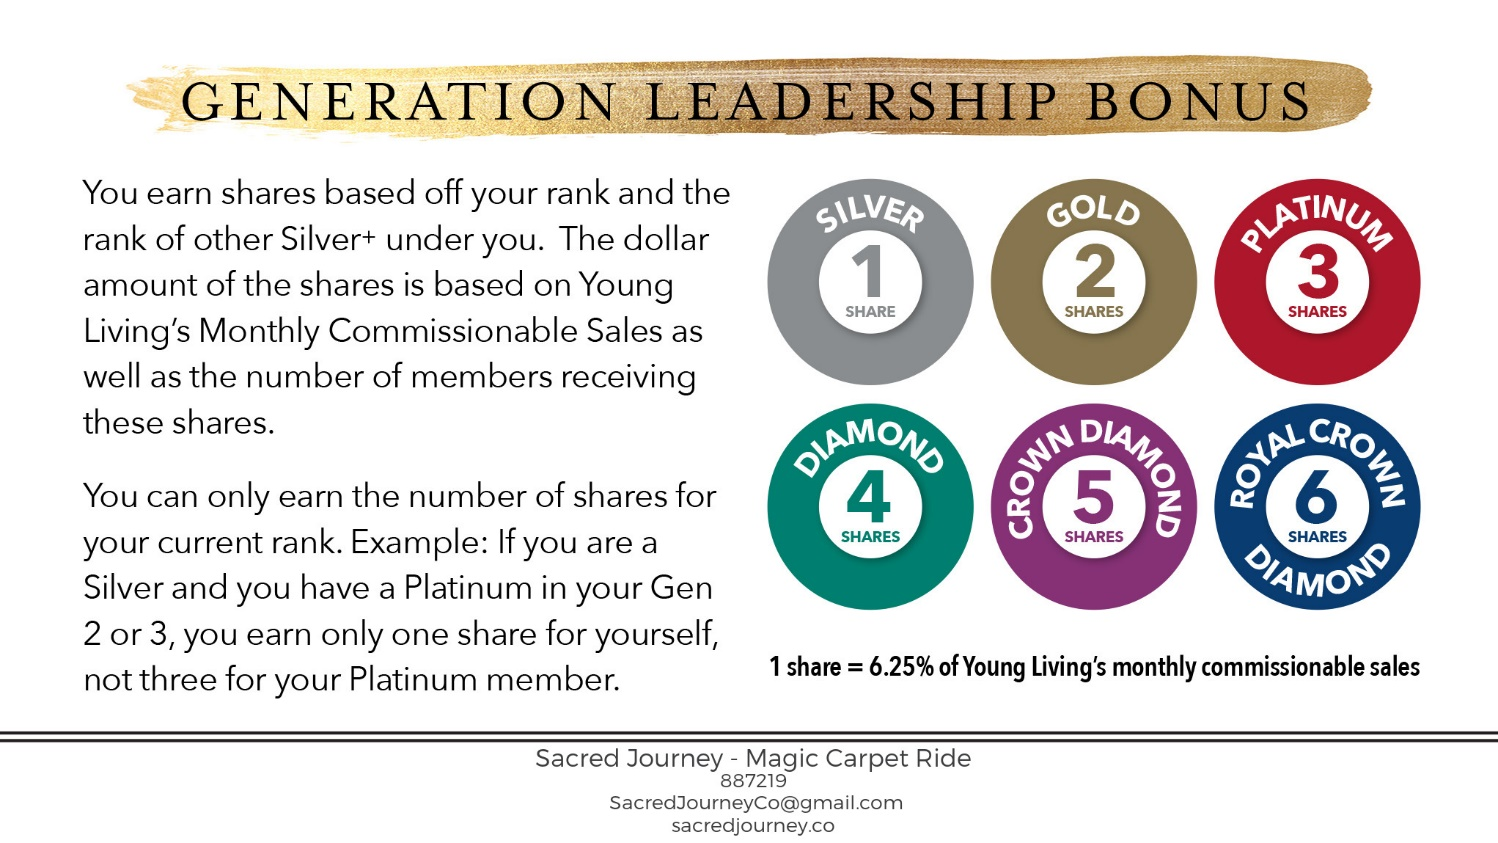 GENERATION LEADERSHIP BONUS
You earn shares based off your rank and the
rank of other Silver+ under you.  The dollar
amount of the shares is based on Young
Living's Monthly Commissionable Sales as
well as the number of members receiving
these shares.
You can only earn the number of shares for
your current rank. Example: If you are a
Silver and you have a Platinum in your Gen
2 or 3, you earn only one share for yourself,
not three for your Platinum member.
SILVER
1
SHARE
GOLD
2
SHARES
PLATINUM
3
SHARES
DIAMOND
4
SHARES
CROWN DIAMOND
5
SHARES
ROYAL CROWN
6
SHARES
DIAMOND
1 share = 6.25% of Young Living's monthly commissionable sales
Sacred Journey - Magic Carpet Ride
887219
SacredJourneyCo@gmail.com
sacredjourney.co